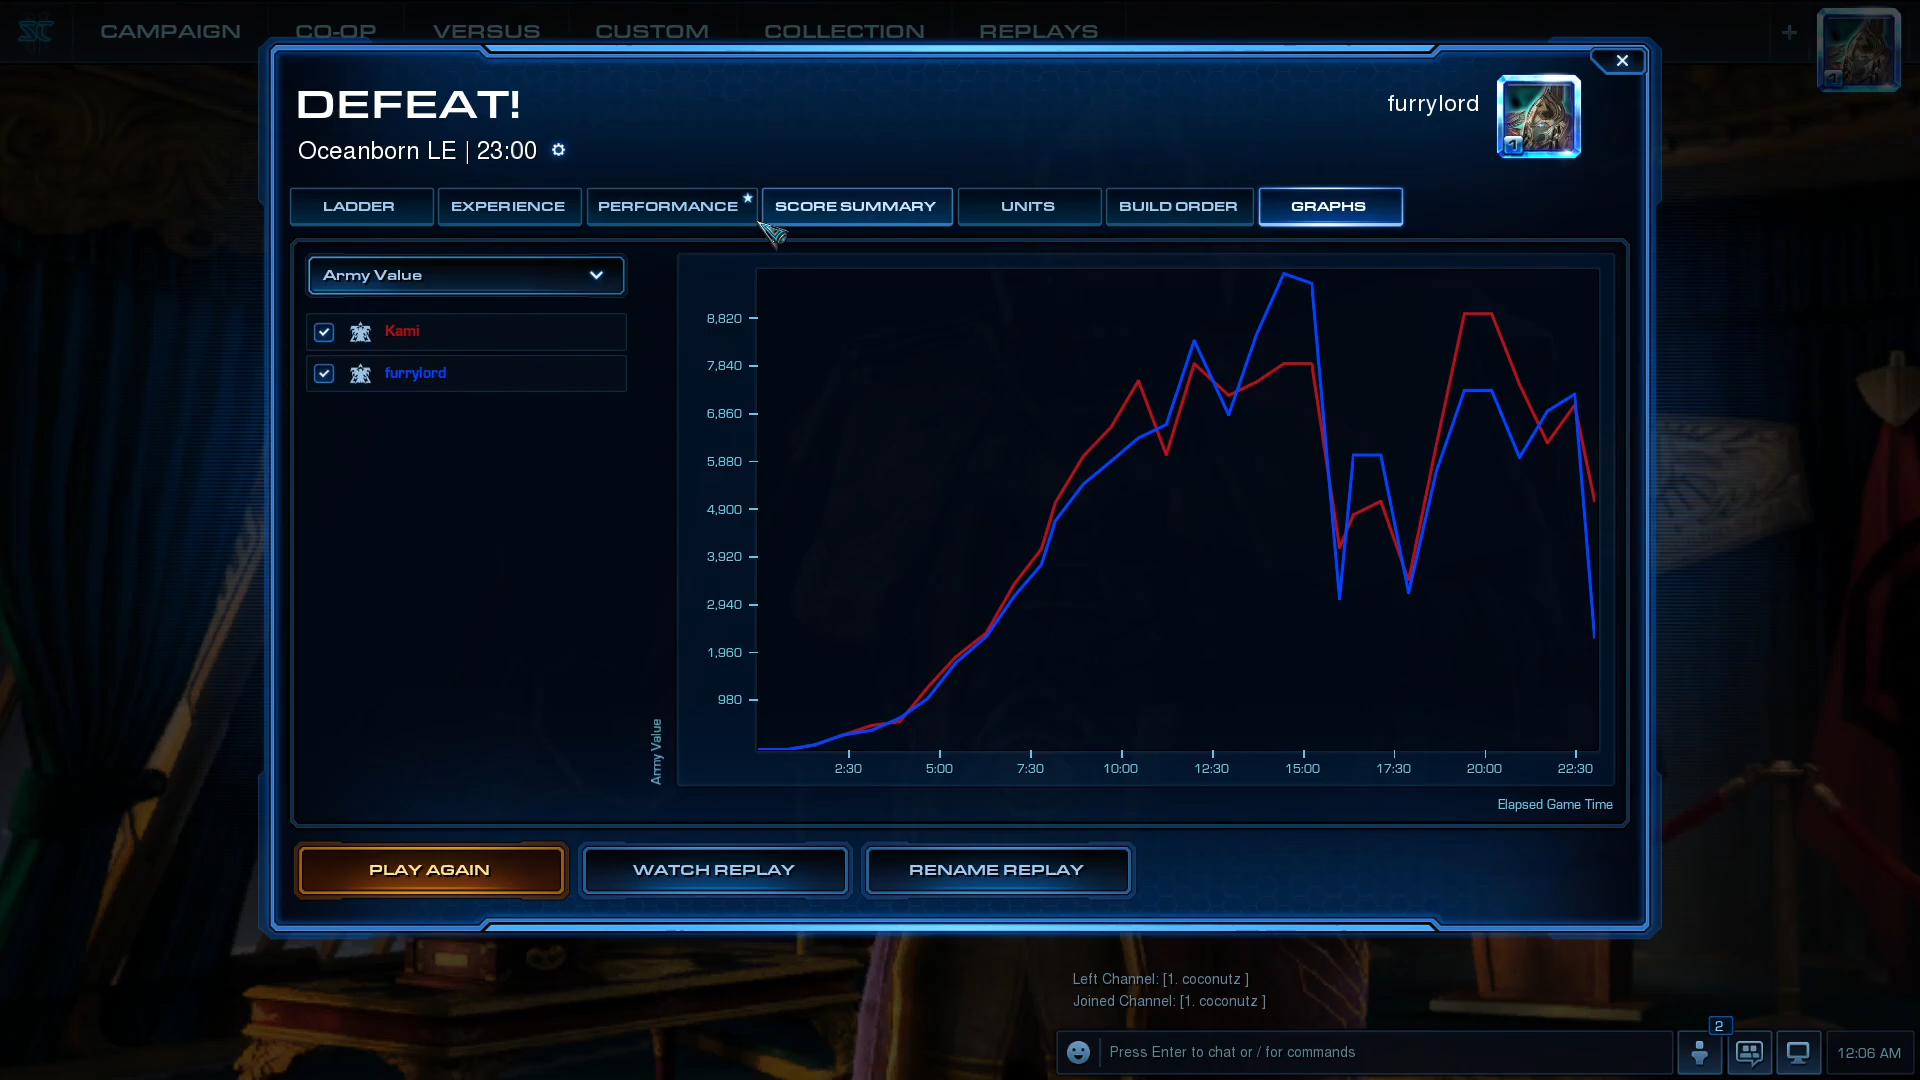 CAMPAIGN CO-OP VERSUS CUSTOM COLLECTION REPLAYS
DEFEAT!
furrylord
Oceanborn LE | 23:00
LADDER EXPERIENCE PERFORMANCE SCORE SUMMARY UNITS BUILD ORDER GRAPHS
Army Value
Kami
furrylord
8,820
7,840
6,860
5,880
4,900
3,920
2,940
1,960
980
Army Value
2:30 5:00 7:30 10:00 12:30 15:00 17:30 20:00 22:30
Elapsed Game Time
PLAY AGAIN WATCH REPLAY RENAME REPLAY
Left Channel: [1. coconutz ]
Joined Channel: [1. coconutz ]
2
Press Enter to chat or / for commands
12:06 AM